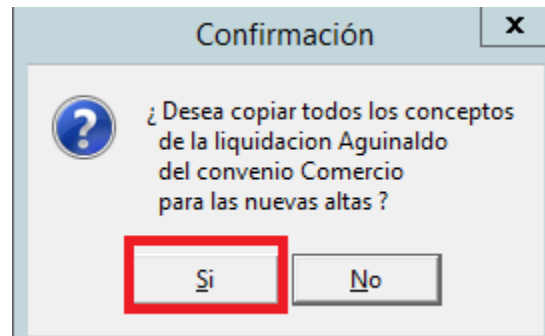 Confirmación
x
?
¿ Desea copiar todos los conceptos
de la liquidacion Aguinaldo
del convenio Comercio
para las nuevas altas ?
Si
No